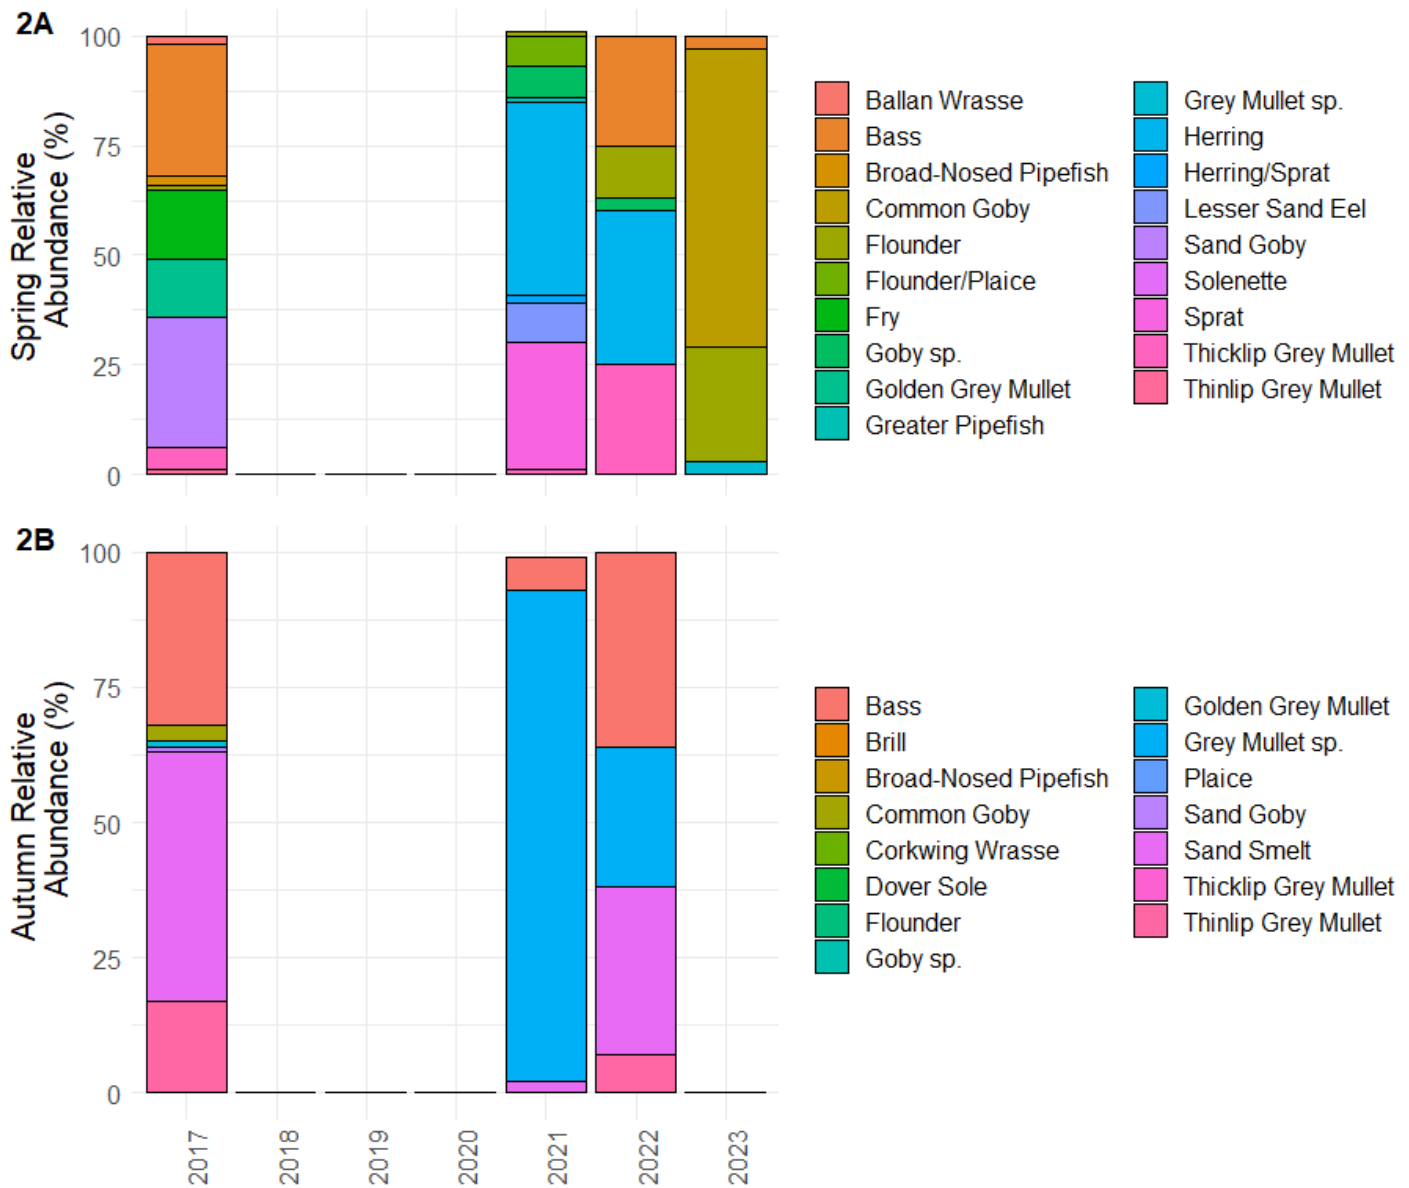 2A
Spring Relative
Abundance (%)
100
75
50
25
0
Ballan Wrasse
Bass
Broad-Nosed Pipefish
Common Goby
Flounder
Flounder/Plaice
Fry
Goby sp.
Golden Grey Mullet
Greater Pipefish
Grey Mullet sp.
Herring
Herring/Sprat
Lesser Sand Eel
Sand Goby
Solenette
Sprat
Thicklip Grey Mullet
Thinlip Grey Mullet
2B
Autumn Relative
Abundance (%)
100
75
50
25
0
2017
2018
2019
2020
2021
2022
2023
Bass
Brill
Broad-Nosed Pipefish
Common Goby
Corkwing Wrasse
Dover Sole
Flounder
Goby sp.
Golden Grey Mullet
Grey Mullet sp.
Plaice
Sand Goby
Sand Smelt
Thicklip Grey Mullet
Thinlip Grey Mullet